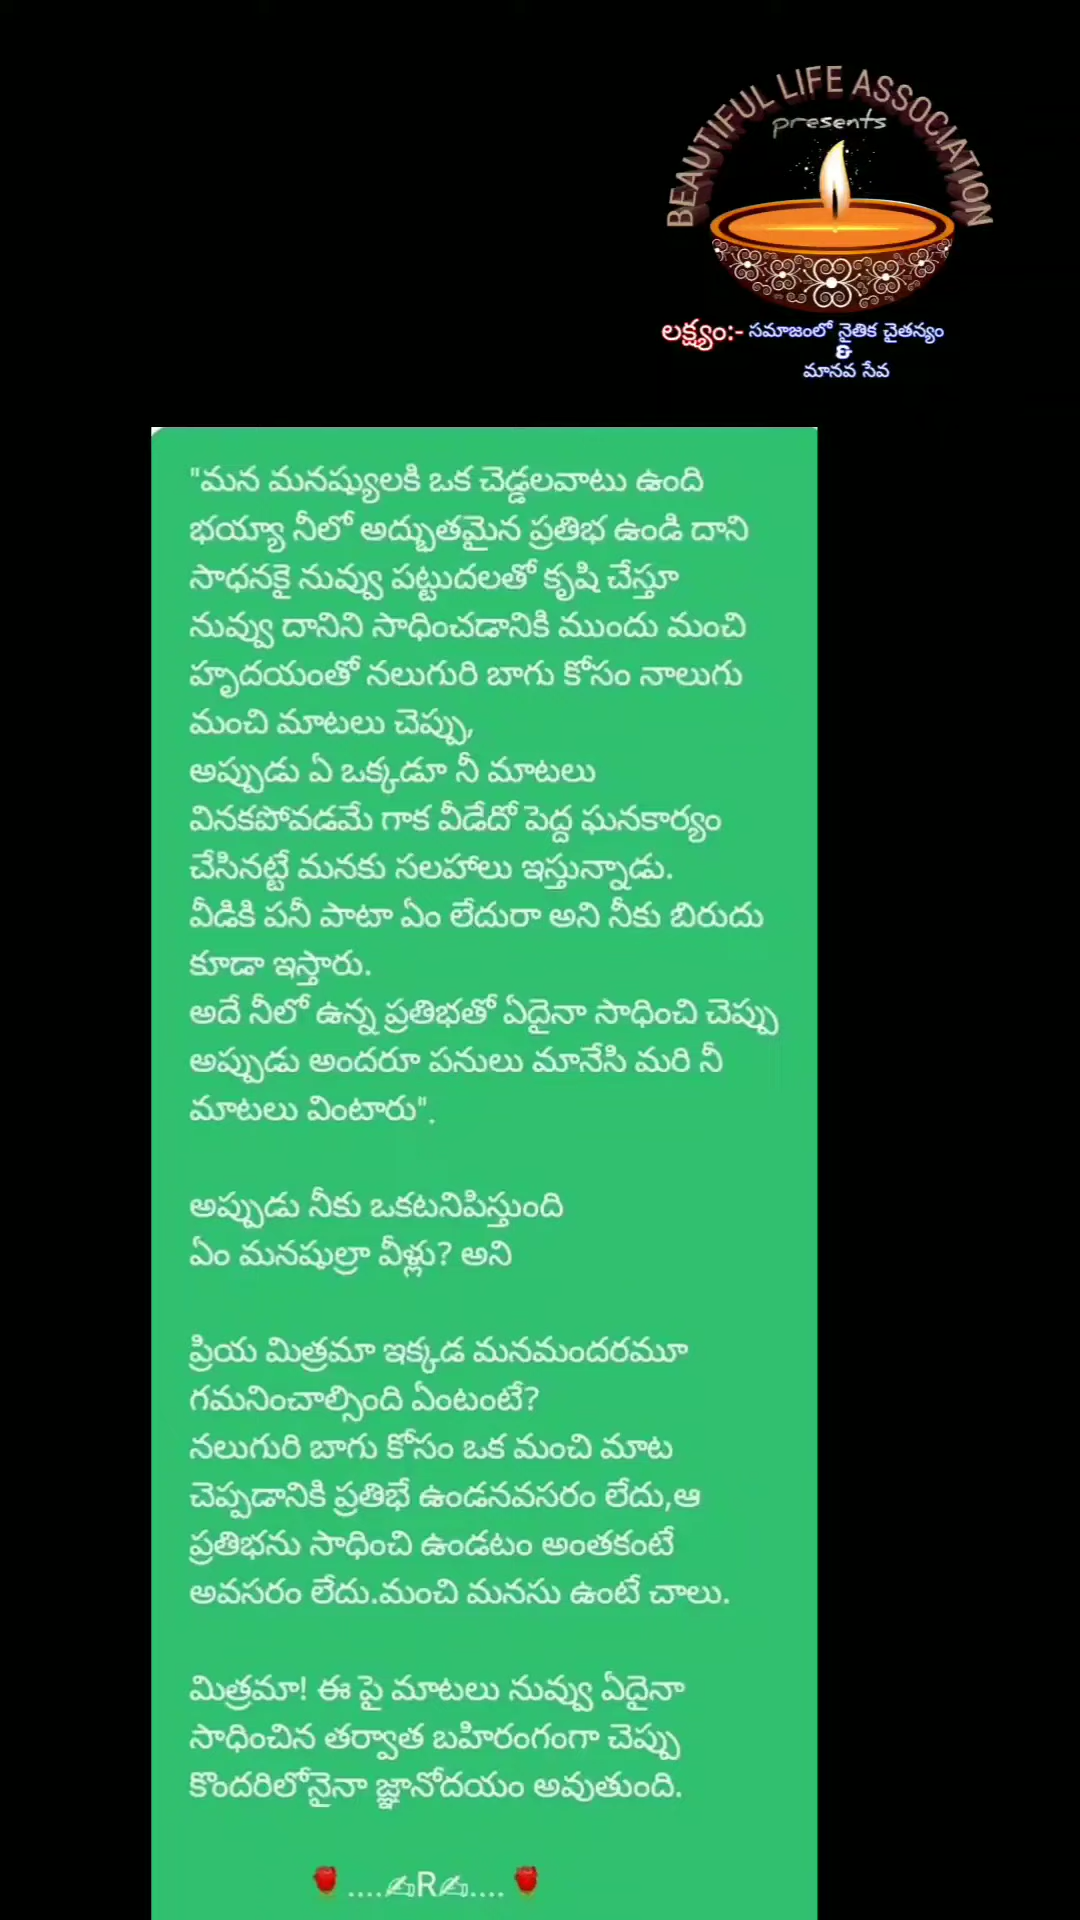 BEAUTIFUL LIFE ASSOCIATION
presents
లక్ష్యం:- సమాజంలో నైతిక చైతన్యం
&
మానవ సేవ
"మన మనష్యులకి ఒక చెడ్డలవాటు ఉంది
భయ్యా నీలో అద్భుతమైన ప్రతిభ ఉండి దాని
సాధనకై నువ్వు పట్టుదలతో కృషి చేస్తూ
నువ్వు దానిని సాధించడానికి ముందు మంచి
హృదయంతో నలుగురి బాగు కోసం నాలుగు
మంచి మాటలు చెప్పు,
అప్పుడు ఏ ఒక్కడూ నీ మాటలు
వినకపోవడమే గాక వీడేదో పెద్ద ఘనకార్యం
చేసినట్టే మనకు సలహాలు ఇస్తున్నాడు.
వీడికి పనీ పాటా ఏం లేదురా అని నీకు బిరుదు
కూడా ఇస్తారు.
అదే నీలో ఉన్న ప్రతిభతో ఏదైనా సాధించి చెప్పు
అప్పుడు అందరూ పనులు మానేసి మరి నీ
మాటలు వింటారు".
అప్పుడు నీకు ఒకటనిపిస్తుంది
ఏం మనషుల్రా వీళ్లు? అని
ప్రియ మిత్రమా ఇక్కడ మనమందరమూ
గమనించాల్సింది ఏంటంటే?
నలుగురి బాగు కోసం ఒక మంచి మాట
చెప్పడానికి ప్రతిభే ఉండనవసరం లేదు,ఆ
ప్రతిభను సాధించి ఉండటం అంతకంటే
అవసరం లేదు.మంచి మనసు ఉంటే చాలు.
మిత్రమా! ఈ పై మాటలు నువ్వు ఏదైనా
సాధించిన తర్వాత బహిరంగంగా చెప్పు
కొందరిలోనైనా జ్ఞానోదయం అవుతుంది.
🌹....✍R✍....🌹